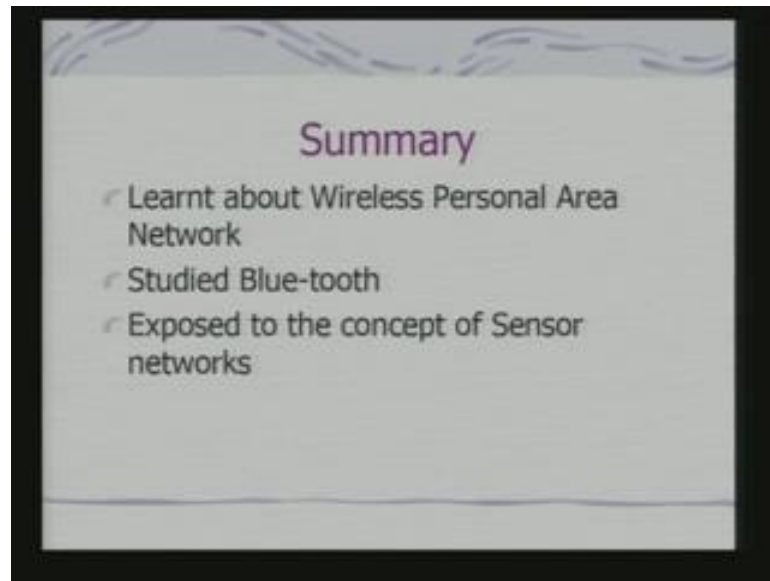 Summary
Learnt about Wireless Personal Area
Network
Studied Blue-tooth
Exposed to the concept of Sensor
networks